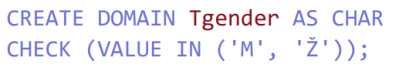 CREATE DOMAIN Tgender AS CHAR
CHECK (VALUE IN ('M', 'Ž'));